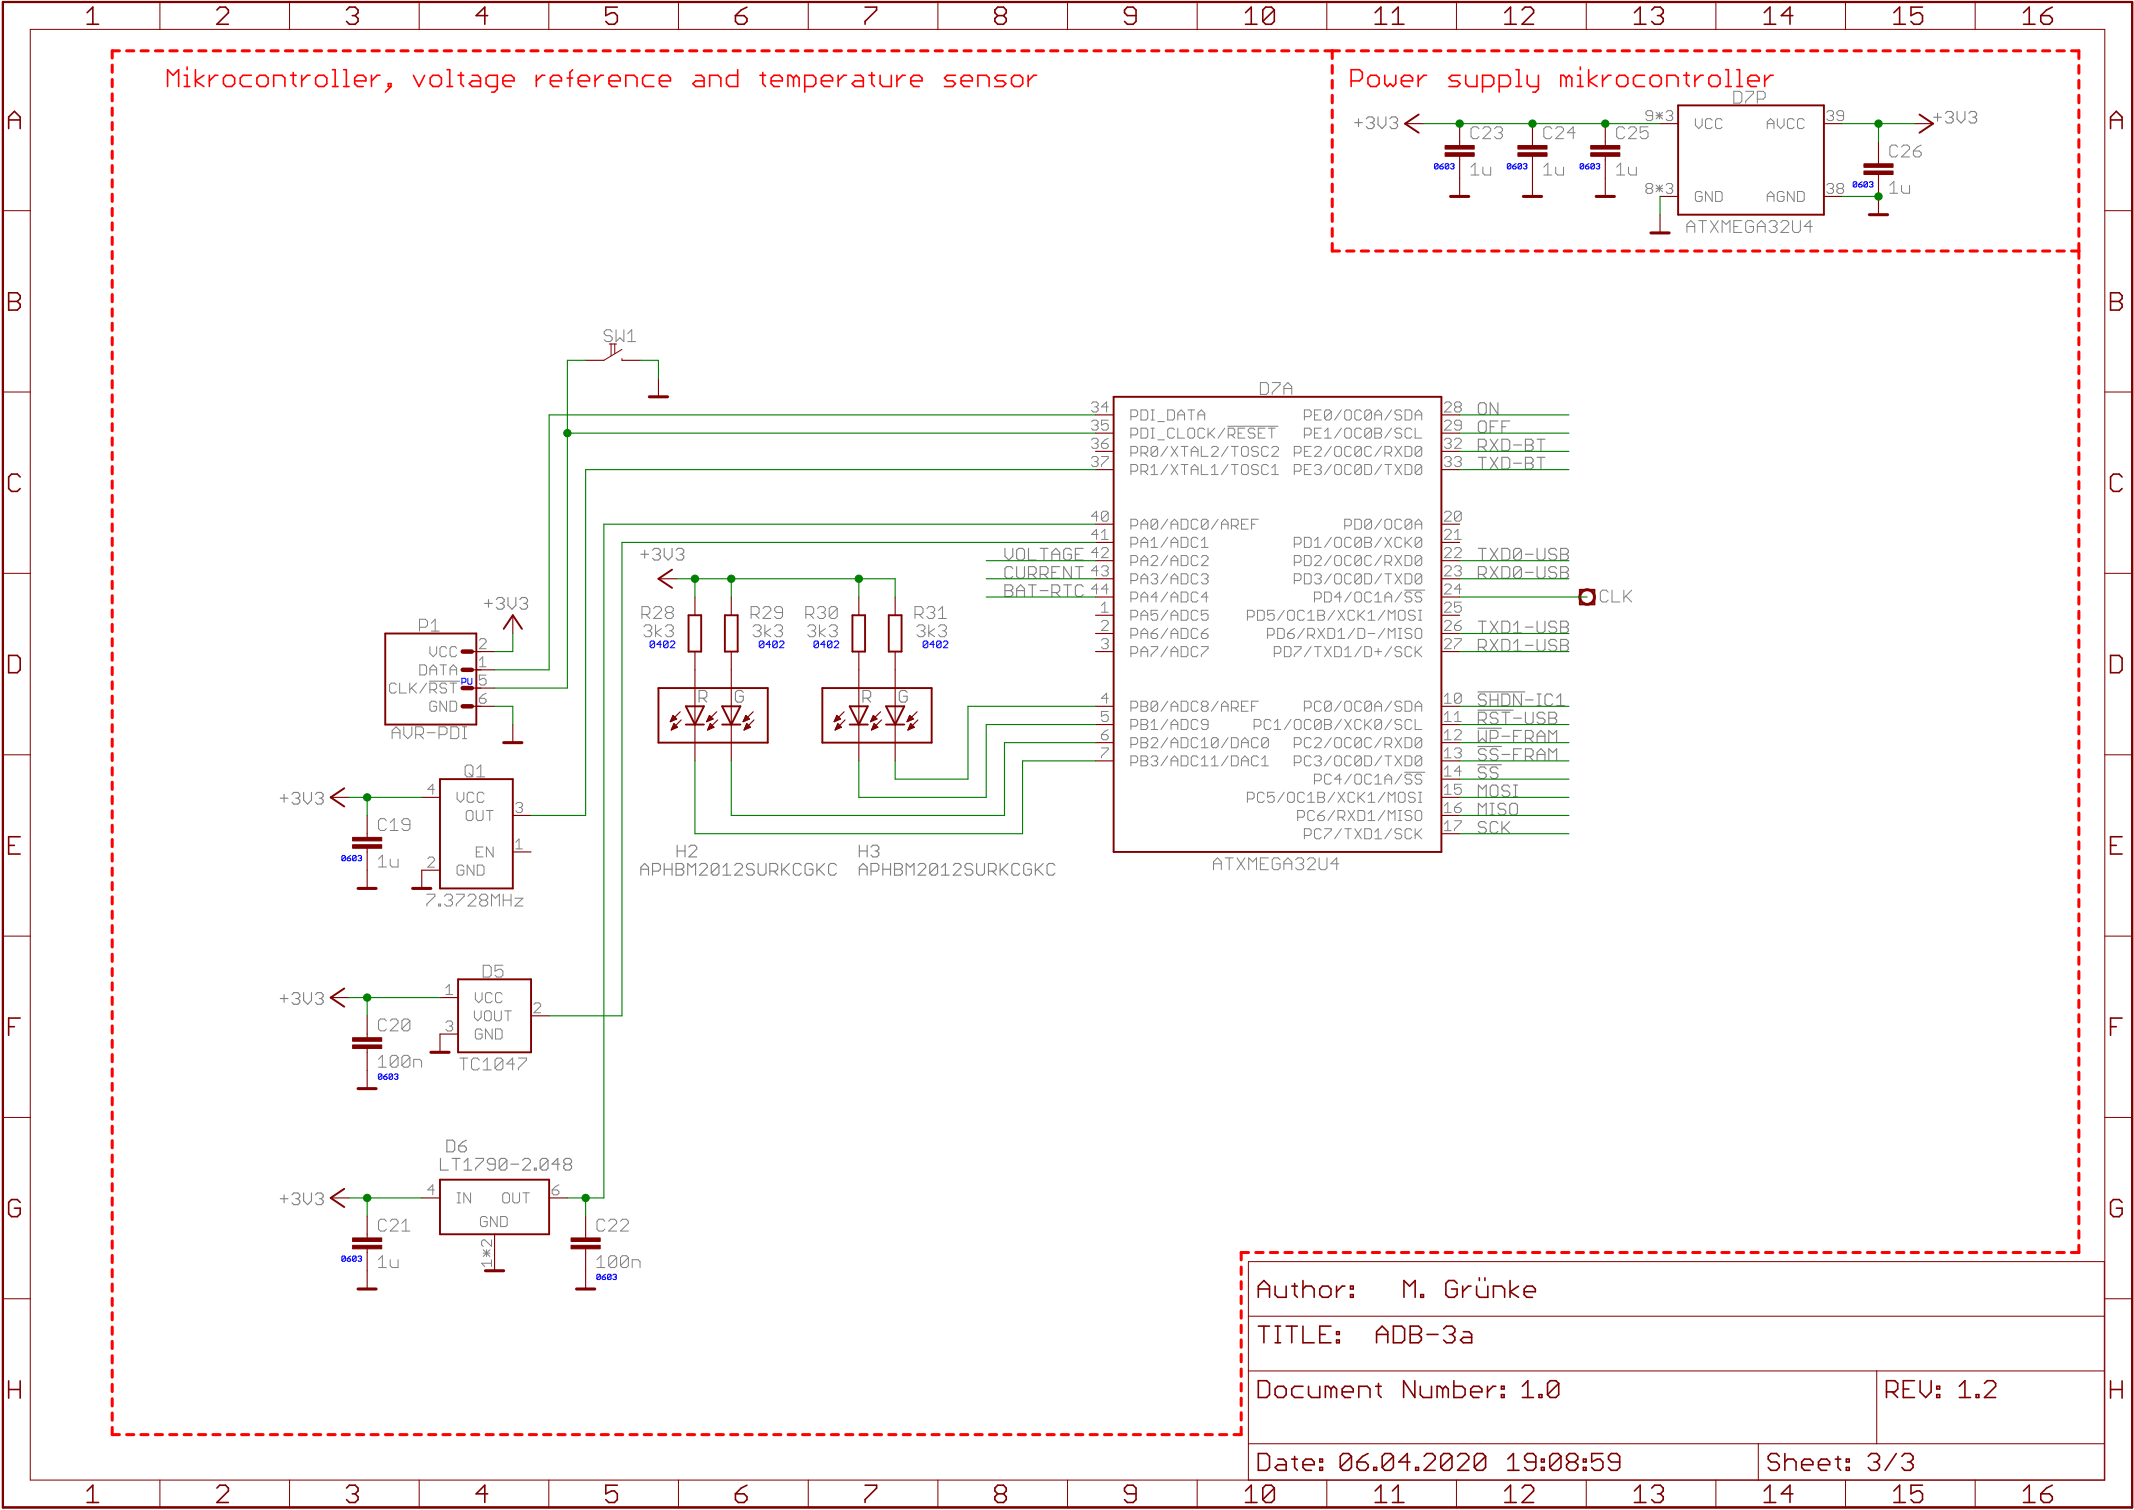 1 2 3 4 5 6 7 8 9 10 11 12 13 14 15 16
Mikrocontroller, voltage reference and temperature sensor
Power supply mikrocontroller
A
A
D7P
+3V3
C23
0603
1u
C24
0603
1u
C25
0603
1u
9*3
VCC
AVCC
39
8*3
GND
AGND
38
ATXMEGA32U4
+3V3
C26
0603
1u
B
B
SW1
C
C
D7A
34 PDI_DATA
35 PDI_CLOCK/RESET
36 PR0/XTAL2/TOSC2
37 PR1/XTAL1/TOSC1
40 PA0/ADC0/AREF
41 PA1/ADC1
VOLTAGE 42 PA2/ADC2
CURRENT 43 PA3/ADC3
BAT-RTC 44 PA4/ADC4
1 PA5/ADC5
2 PA6/ADC6
3 PA7/ADC7
4 PB0/ADC8/AREF
5 PB1/ADC9
6 PB2/ADC10/DAC0
7 PB3/ADC11/DAC1
PE0/OC0A/SDA 28 ON
PE1/OC0B/SCL 29 OFF
PE2/OC0C/RXD0 32 RXD-BT
PE3/OC0D/TXD0 33 TXD-BT
PD0/OC0A 20
PD1/OC0B/XCK0 21
PD2/OC0C/RXD0 22 TXD0-USB
PD3/OC0D/TXD0 23 RXD0-USB
PD4/OC1A/SS 24 CLK
PD5/OC1B/XCK1/MOSI 25
PD6/RXD1/D-/MISO 26 TXD1-USB
PD7/TXD1/D+/SCK 27 RXD1-USB
PC0/OC0A/SDA 10 SHDN-IC1
PC1/OC0B/XCK0/SCL 11 RST-USB
PC2/OC0C/RXD0 12 WP-FRAM
PC3/OC0D/TXD0 13 SS-FRAM
PC4/OC1A/SS 14 SS
PC5/OC1B/XCK1/MOSI 15 MOSI
PC6/RXD1/MISO 16 MISO
PC7/TXD1/SCK 17 SCK
ATXMEGA32U4
+3V3
R28
3k3
0402
R29
3k3
0402
R30
3k3
0402
R31
3k3
0402
R G
R G
H2
APHBM2012SURKCGKC
H3
APHBM2012SURKCGKC
D
D
+3V3
P1
VCC 2
DATA 1
CLK/RST PU 5
GND 6
AVR-PDI
E
E
Q1
+3V3
4 VCC
OUT 3
EN 1
2 GND
7.3728MHz
C19
0603
1u
F
F
D5
+3V3
1 VCC
VOUT 2
3 GND
TC1047
C20
100n
0603
G
G
D6
LT1790-2.048
+3V3
4 IN OUT 6
GND
1*2
C21
0603
1u
C22
100n
0603
H
H
Author: M. Grünke
TITLE: ADB-3a
Document Number: 1.0
REV: 1.2
Date: 06.04.2020 19:08:59
Sheet: 3/3
1 2 3 4 5 6 7 8 9 10 11 12 13 14 15 16